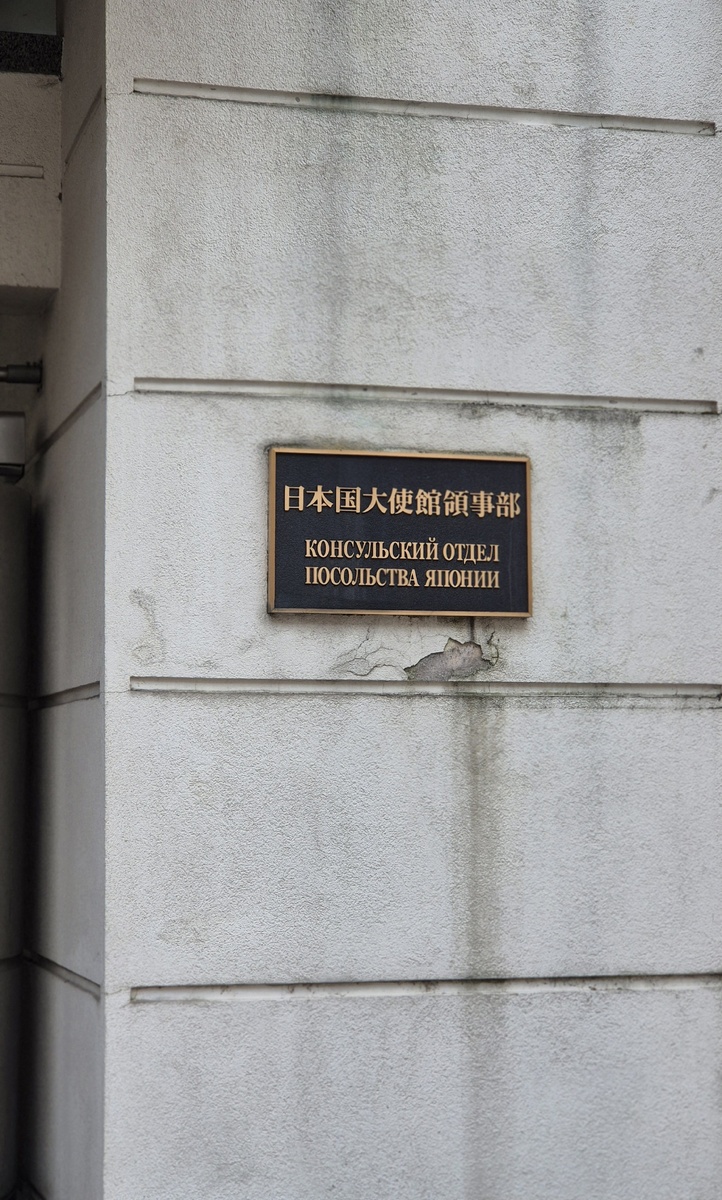 日本国大使館領事部
КОНСУЛЬСКИЙ ОТДЕЛ
ПОСОЛЬСТВА ЯПОНИИ